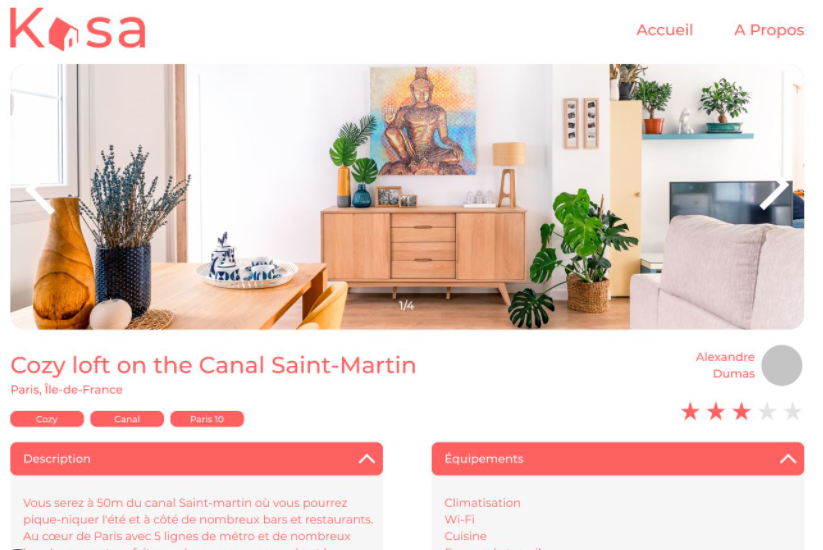 Kasa
Accueil
A Propos
1/4
Cozy loft on the Canal Saint-Martin
Paris, Île-de-France
Cozy
Canal
Paris 10
Alexandre
Dumas
Description
Vous serez à 50m du canal Saint-martin où vous pourrez
pique-niquer l'été et à côté de nombreux bars et restaurants.
Au cœur de Paris avec 5 lignes de métro et de nombreux
Équipements
Climatisation
Wi-Fi
Cuisine